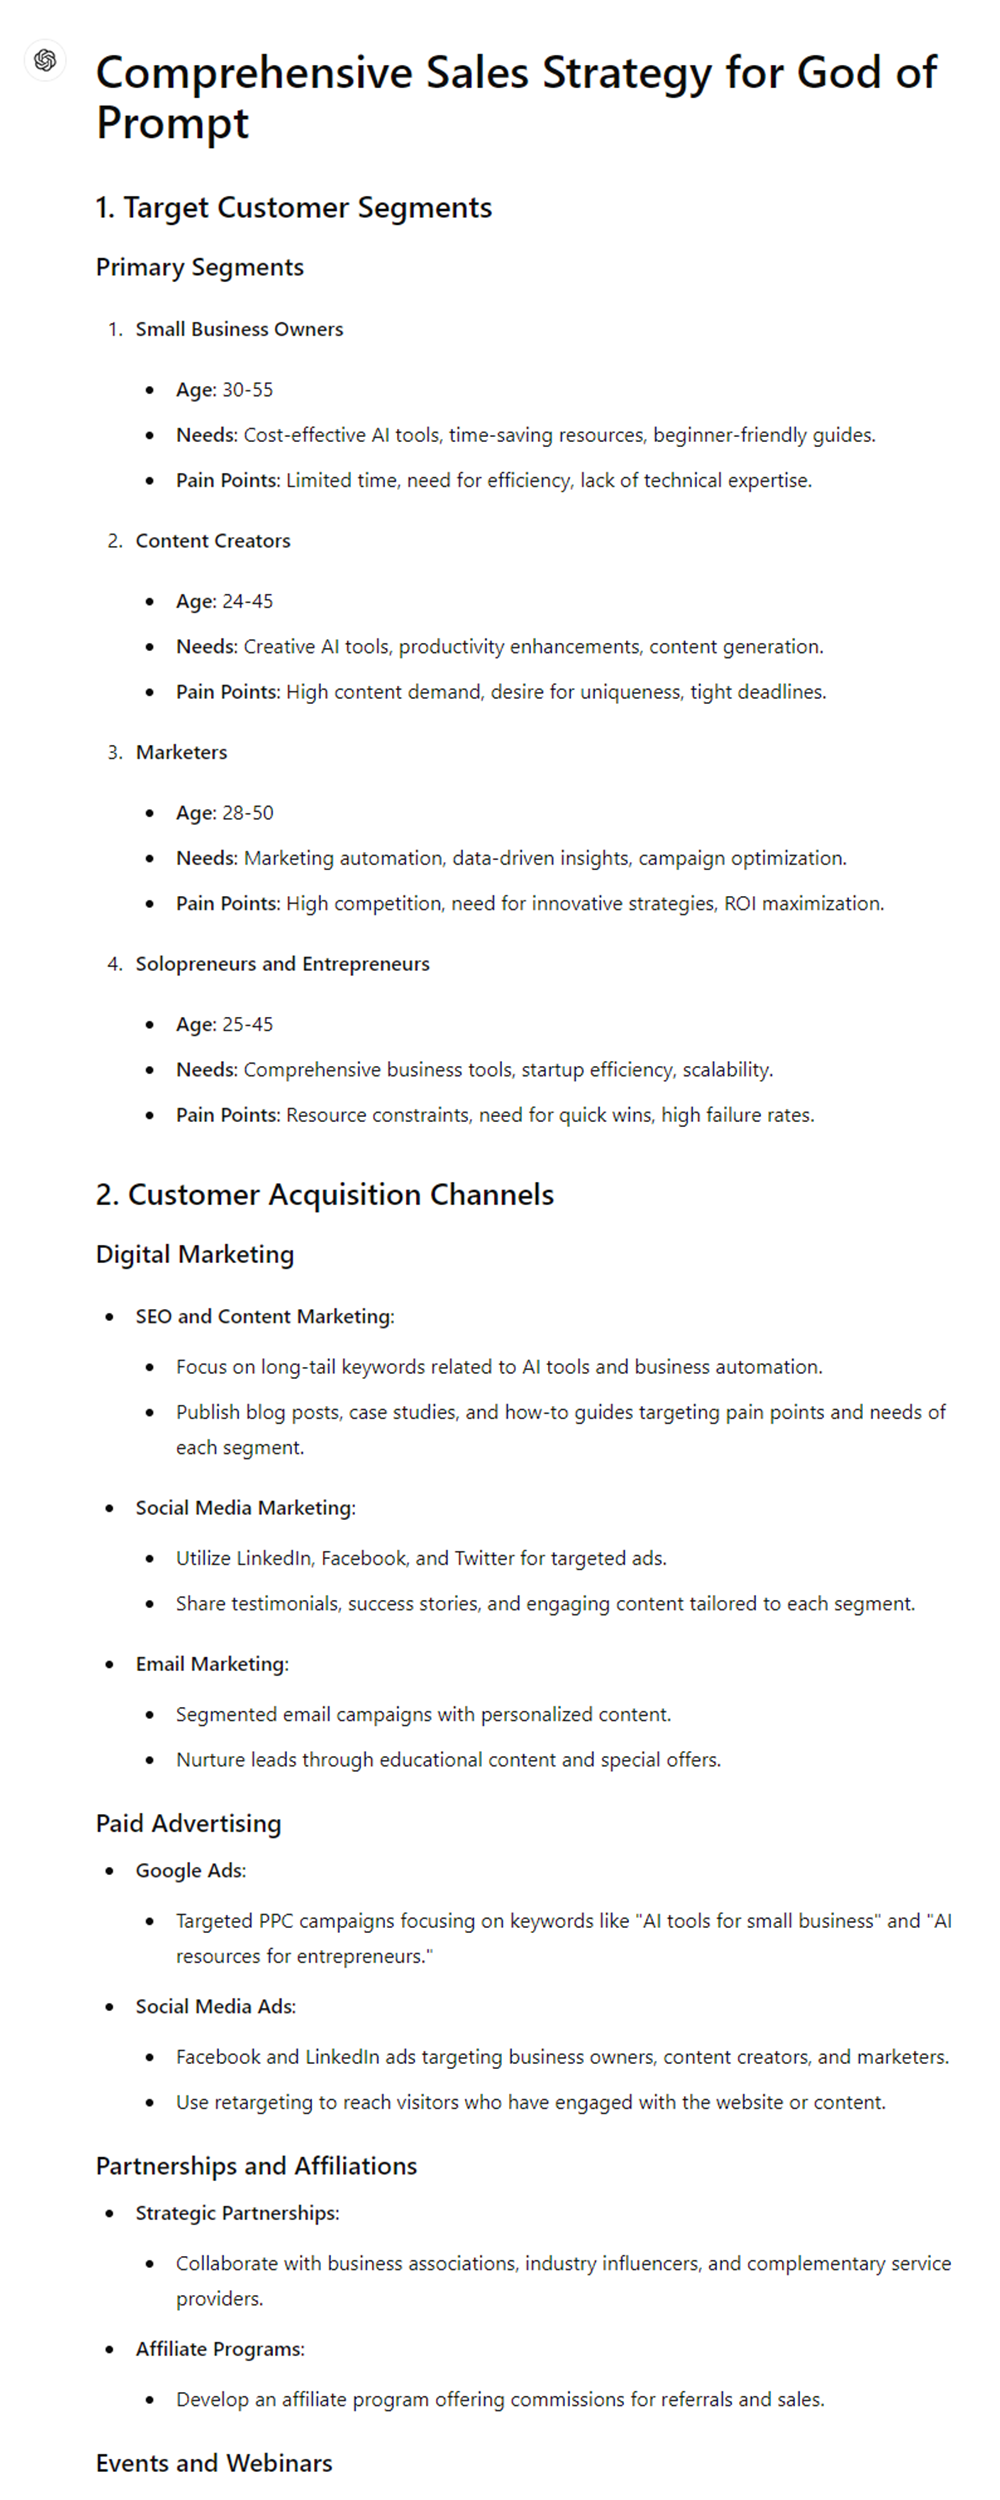 Comprehensive Sales Strategy for God of
Prompt
1. Target Customer Segments
Primary Segments
1. Small Business Owners
• Age: 30-55
• Needs: Cost-effective AI tools, time-saving resources, beginner-friendly guides.
• Pain Points: Limited time, need for efficiency, lack of technical expertise.
2. Content Creators
• Age: 24-45
• Needs: Creative AI tools, productivity enhancements, content generation.
• Pain Points: High content demand, desire for uniqueness, tight deadlines.
3. Marketers
• Age: 28-50
• Needs: Marketing automation, data-driven insights, campaign optimization.
• Pain Points: High competition, need for innovative strategies, ROI maximization.
4. Solopreneurs and Entrepreneurs
• Age: 25-45
• Needs: Comprehensive business tools, startup efficiency, scalability.
• Pain Points: Resource constraints, need for quick wins, high failure rates.
2. Customer Acquisition Channels
Digital Marketing
• SEO and Content Marketing:
• Focus on long-tail keywords related to AI tools and business automation.
• Publish blog posts, case studies, and how-to guides targeting pain points and needs of
each segment.
• Social Media Marketing:
• Utilize LinkedIn, Facebook, and Twitter for targeted ads.
• Share testimonials, success stories, and engaging content tailored to each segment.
• Email Marketing:
• Segmented email campaigns with personalized content.
• Nurture leads through educational content and special offers.
Paid Advertising
• Google Ads:
• Targeted PPC campaigns focusing on keywords like "AI tools for small business" and "AI
resources for entrepreneurs."
• Social Media Ads:
• Facebook and LinkedIn ads targeting business owners, content creators, and marketers.
• Use retargeting to reach visitors who have engaged with the website or content.
Partnerships and Affiliations
• Strategic Partnerships:
• Collaborate with business associations, industry influencers, and complementary service
providers.
• Affiliate Programs:
• Develop an affiliate program offering commissions for referrals and sales.
Events and Webinars